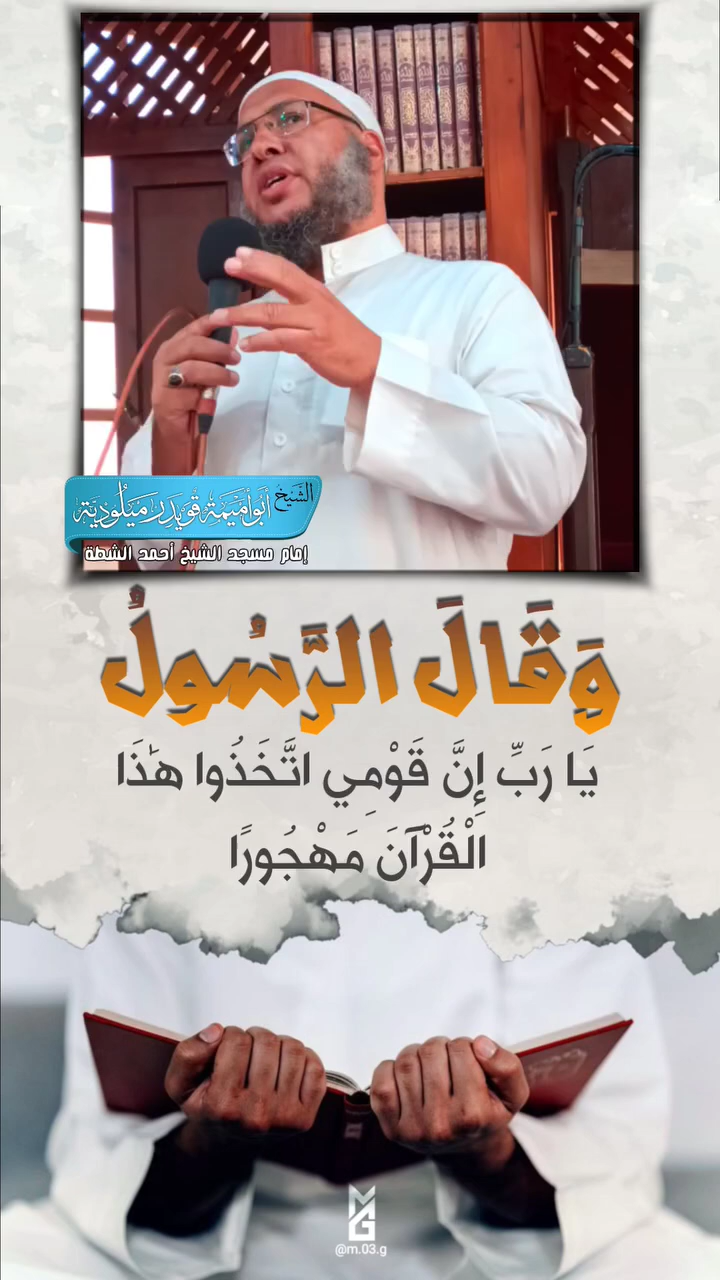 الشيخ أبو أميمة قويدر ميلودية
إمام مسجد الشيخ أحمد الشطة
وَقَالَ الرَّسُولُ
يَا رَبِّ إِنَّ قَوْمِي اتَّخَذُوا هَٰذَا
الْقُرْآنَ مَهْجُورًا
MG
@m.03.g